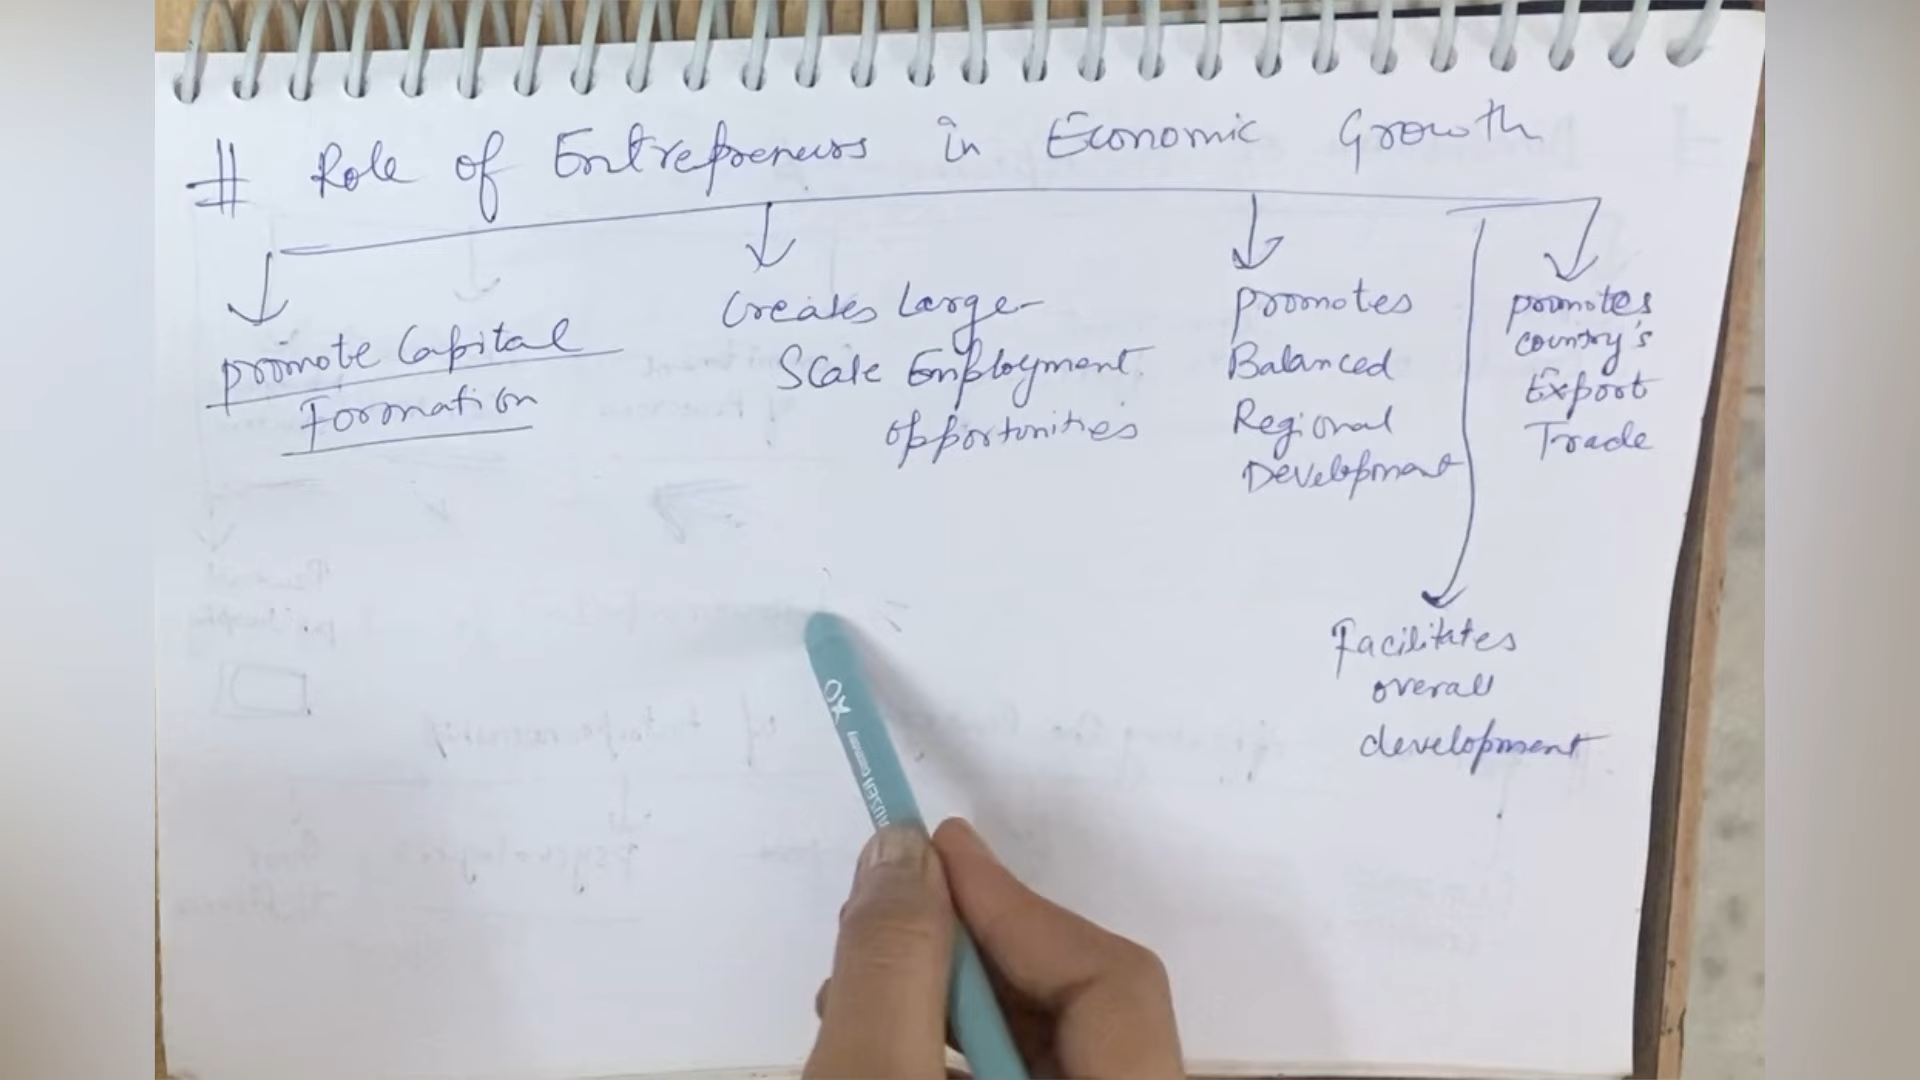 # Role of Entrepreneurs in Economic Growth
promote Capital
Formation
Creates Large-
Scale Employment
opportunities
promotes
Balanced
Regional
Development
promotes
country's
Export
Trade
Facilitates
overall
development
OX